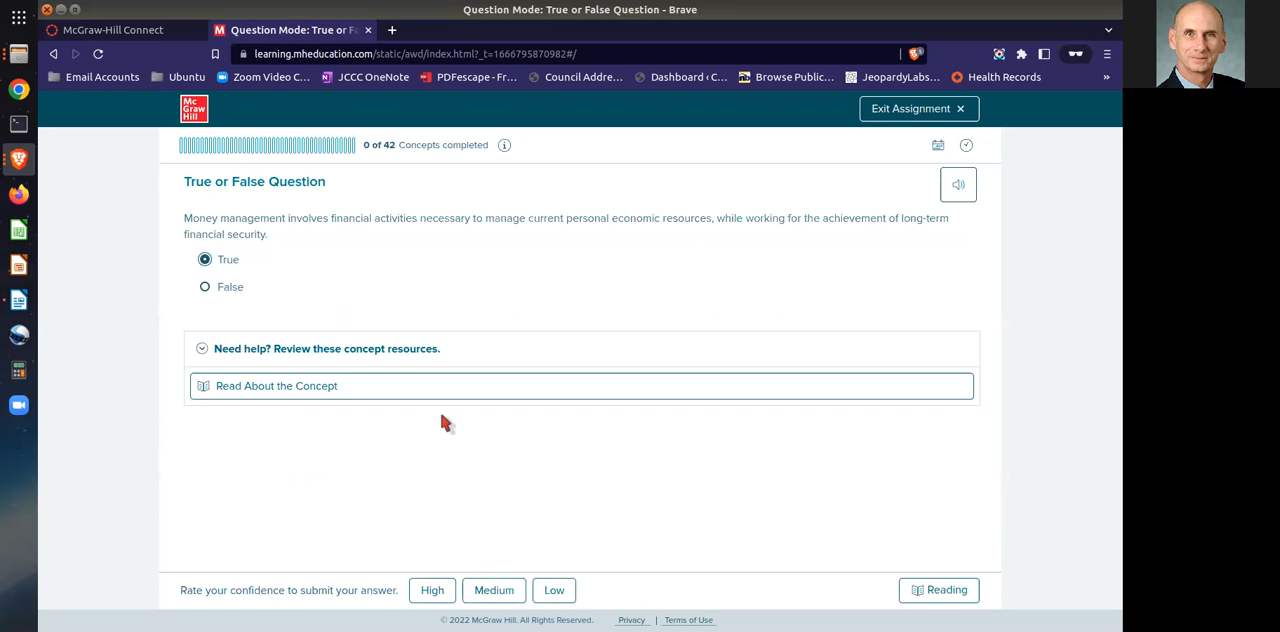 Question Mode: True or False Question - Brave
McGraw-Hill Connect
Question Mode: True or Fa
learning.mheducation.com/static/awd/index.html?_t=1666795870982#/
Email Accounts
Ubuntu
Zoom Video C...
JCCC OneNote
PDFescape - Fr...
Council Addre...
Dashboard ‹ C...
Browse Public...
JeopardyLabs...
Health Records
»
Mc
Graw
Hill
Exit Assignment ×
0 of 42 Concepts completed
True or False Question
Money management involves financial activities necessary to manage current personal economic resources, while working for the achievement of long-term
financial security.
True
False
Need help? Review these concept resources.
Read About the Concept
Rate your confidence to submit your answer.
High
Medium
Low
Reading
© 2022 McGraw Hill. All Rights Reserved. Privacy | Terms of Use